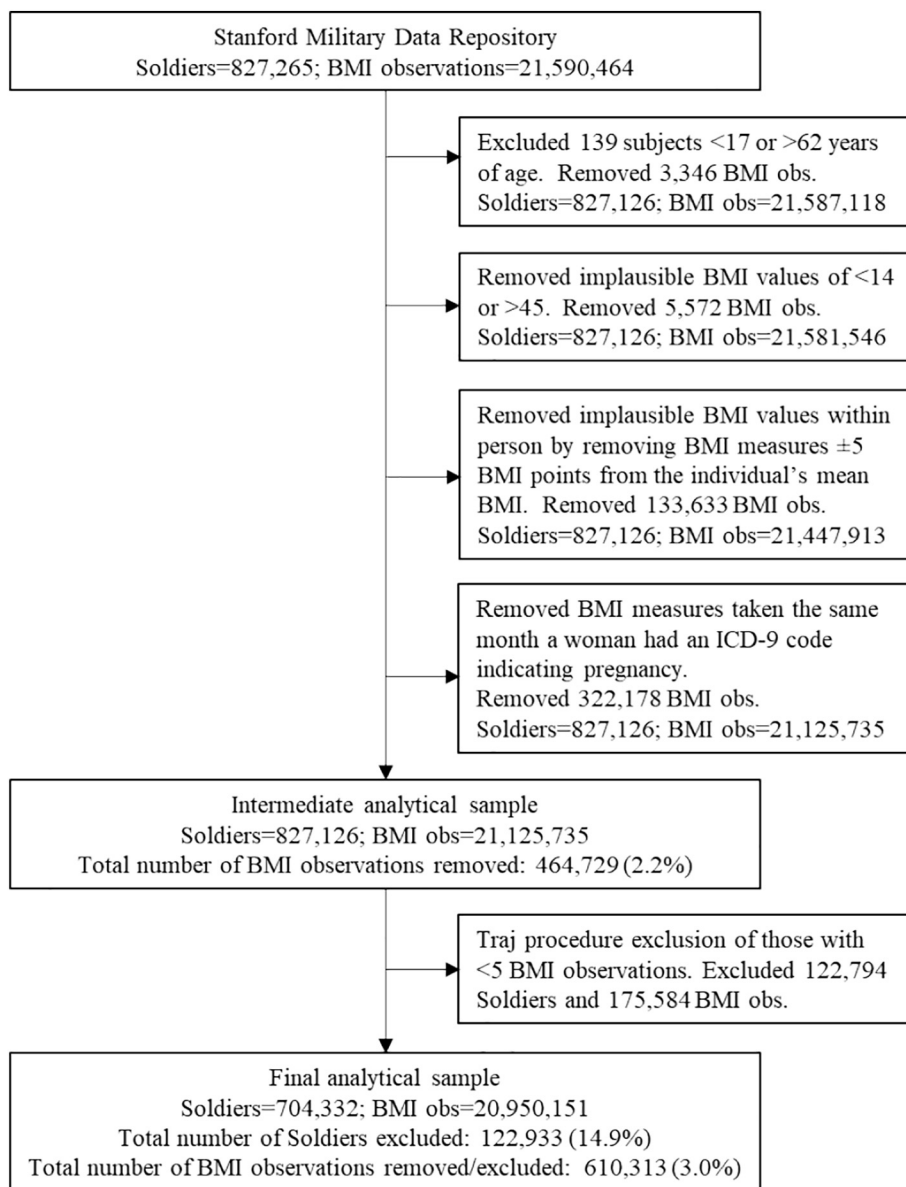 Stanford Military Data Repository
Soldiers=827,265; BMI observations=21,590,464
Excluded 139 subjects <17 or >62 years
of age. Removed 3,346 BMI obs.
Soldiers=827,126; BMI obs=21,587,118
Removed implausible BMI values of <14
or >45. Removed 5,572 BMI obs.
Soldiers=827,126; BMI obs=21,581,546
Removed implausible BMI values within
person by removing BMI measures ±5
BMI points from the individual’s mean
BMI. Removed 133,633 BMI obs.
Soldiers=827,126; BMI obs=21,447,913
Removed BMI measures taken the same
month a woman had an ICD-9 code
indicating pregnancy.
Removed 322,178 BMI obs.
Soldiers=827,126; BMI obs=21,125,735
Intermediate analytical sample
Soldiers=827,126; BMI obs=21,125,735
Total number of BMI observations removed: 464,729 (2.2%)
Traj procedure exclusion of those with
<5 BMI observations. Excluded 122,794
Soldiers and 175,584 BMI obs.
Final analytical sample
Soldiers=704,332; BMI obs=20,950,151
Total number of Soldiers excluded: 122,933 (14.9%)
Total number of BMI observations removed/excluded: 610,313 (3.0%)